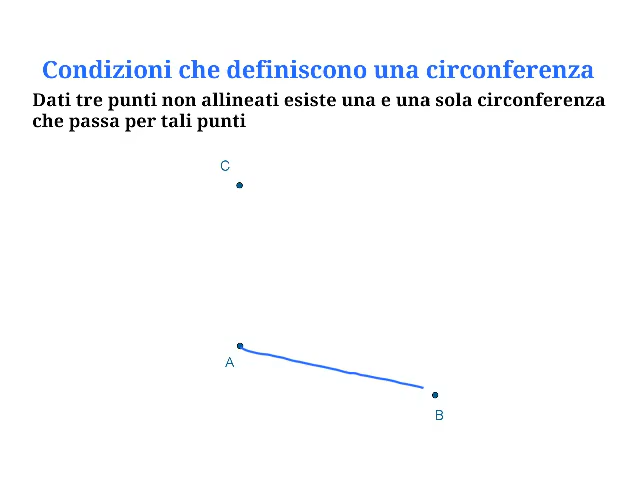 Condizioni che definiscono una circonferenza
Dati tre punti non allineati esiste una e una sola circonferenza
che passa per tali punti
C
A
B